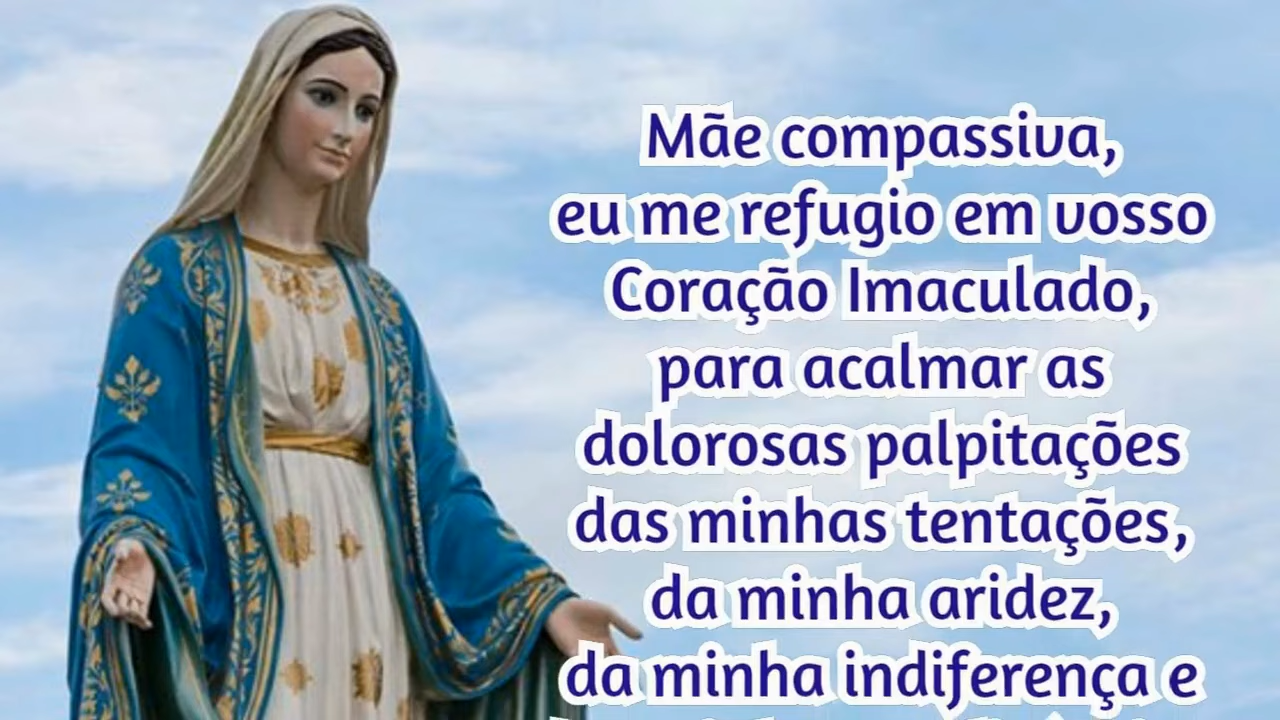 Mãe compassiva,
eu me refugio em vosso
Coração Imaculado,
para acalmar as
dolorosas palpitações
das minhas tentações,
da minha aridez,
da minha indiferença e